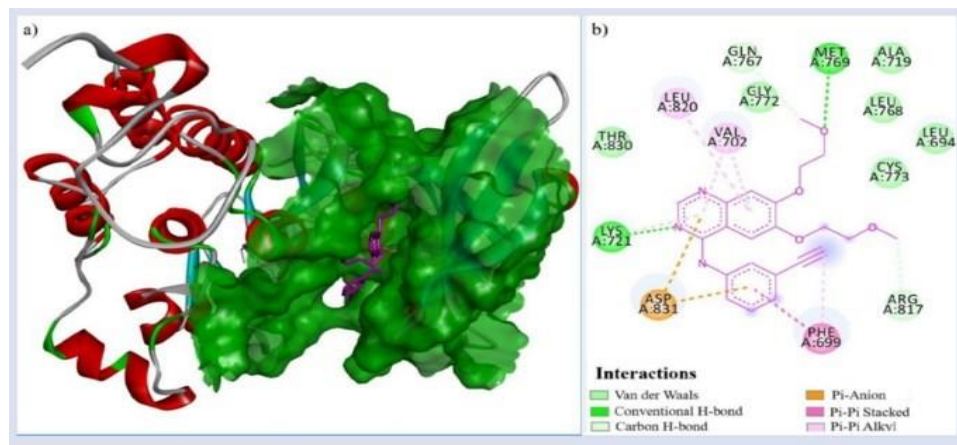 a)
b)
GLN
A:767
MET
A:769
ALA
A:719
LEU
A:820
GLY
A:772
LEU
A:768
THR
A:830
VAL
A:702
LEU
A:694
CYS
A:773
N
O
O
LYS
A:721
N
O
O
N
ASP
A:831
ARG
A:817
PHE
A:699
Interactions
Van der Waals
Conventional H-bond
Carbon H-bond
Pi-Anion
Pi-Pi Stacked
Pi-Pi Alkyl